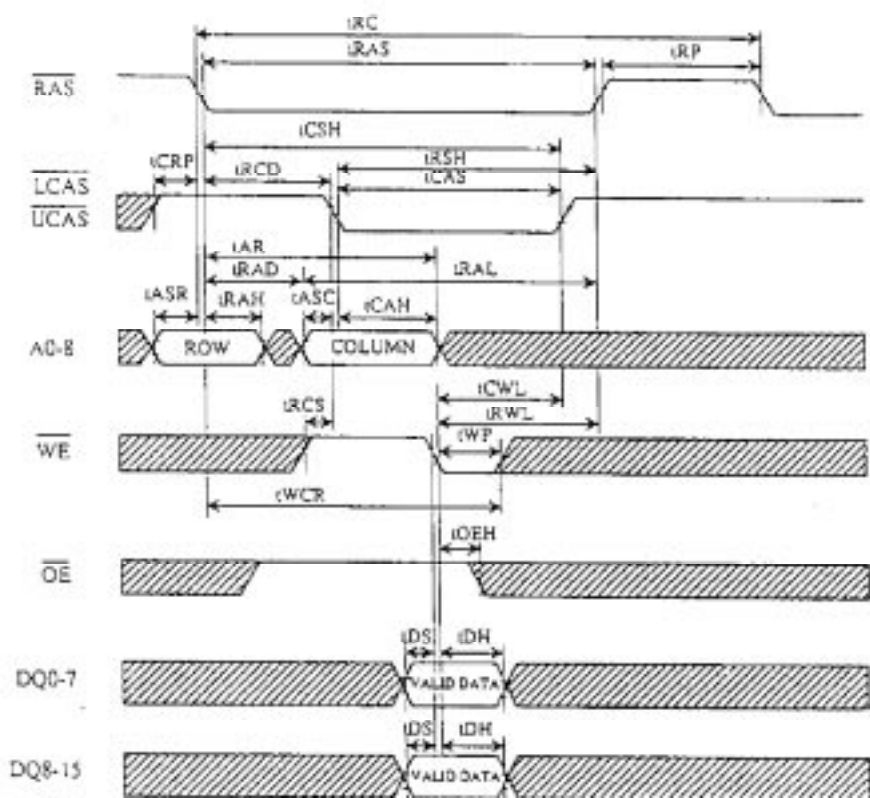 tRC
tRAS
tRP
RAS
tCSH
tRSH
tCRP
tRCD
tCAS
LCAS
UCAS
tAR
tRAD
tRAL
tASR
tRAH
tASC
tCAH
A0-8
ROW
COLUMN
tCWL
tRCS
tRWL
tWP
WE
tWCR
tOEH
OE
tDS
tDH
DQ0-7
VALID DATA
tDS
tDH
DQ8-15
VALID DATA